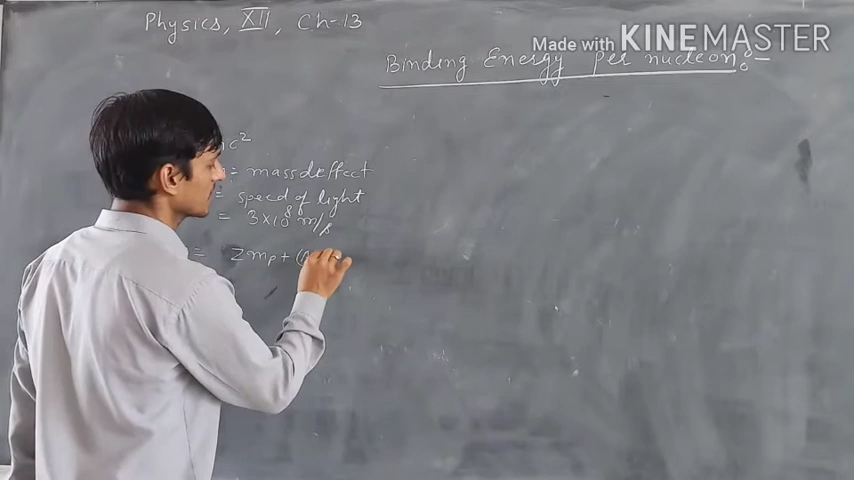 Physics, XII, Ch-13
Made with KINEMASTER
Binding Energy Per nucleon:-
c²
= mass deffect
= speed of light
= 3×10⁸ m/s
= Zmp + (